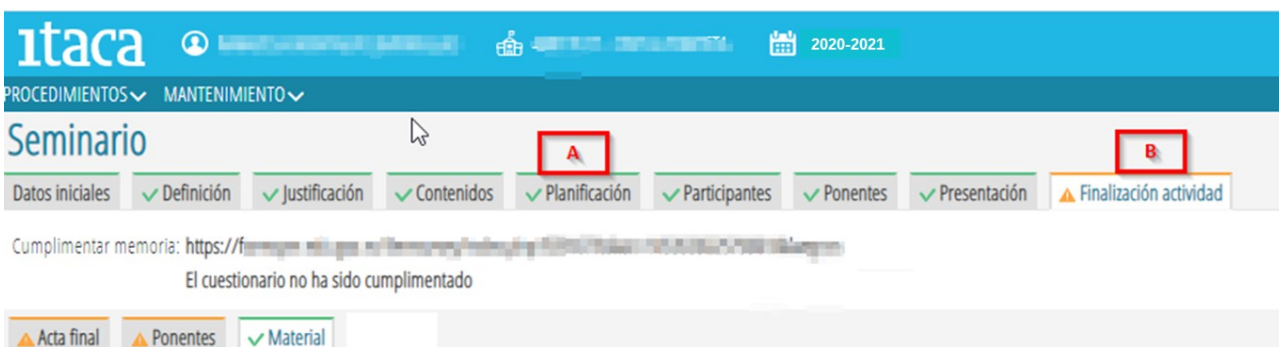 itaca 2020-2021
PROCEDIMIENTOS MANTENIMIENTO
Seminario
A B
Datos iniciales Definición Justificación Contenidos Planificación Participantes Ponentes Presentación Finalización actividad
Cumplimentar memoria: https://f
El cuestionario no ha sido cumplimentado
Acta final Ponentes Material